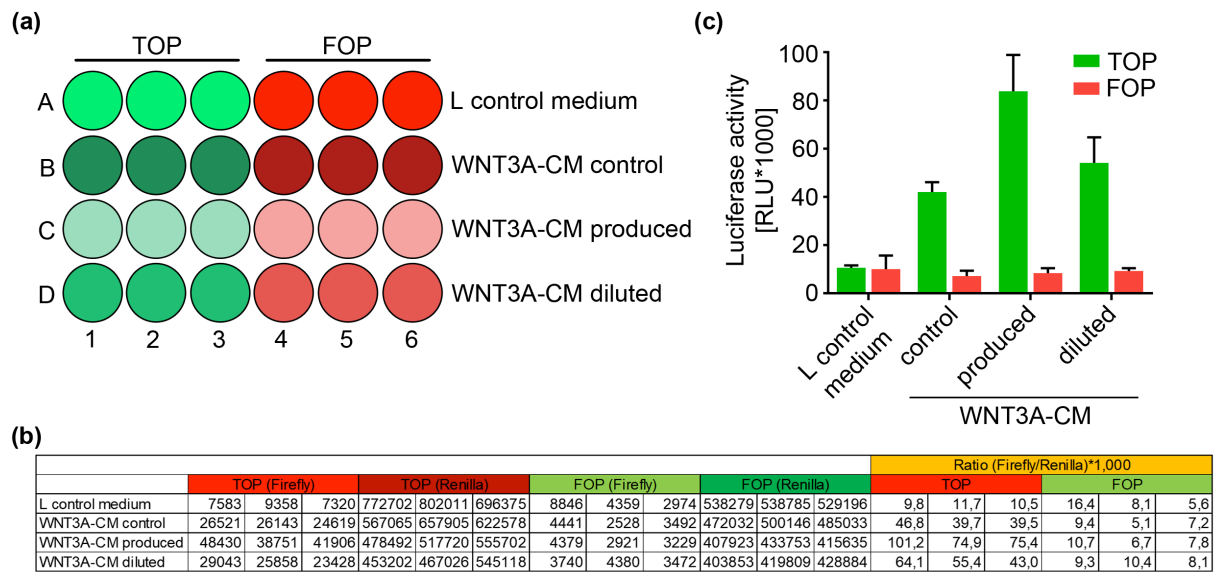 (a)
TOP FOP
A L control medium
B WNT3A-CM control
C WNT3A-CM produced
D WNT3A-CM diluted
1 2 3 4 5 6
(c)
Luciferase activity
[RLU*1000]
100
80
60
40
20
0
TOP
FOP
L control
medium
control
produced
diluted
WNT3A-CM
(b)
Ratio (Firefly/Renilla)*1,000
TOP (Firefly) TOP (Renilla) FOP (Firefly) FOP (Renilla) TOP FOP
L control medium 7583 9358 7320 772702 802011 696375 8846 4359 2974 538279 538785 529196 9,8 11,7 10,5 16,4 8,1 5,6
WNT3A-CM control 26521 26143 24619 567065 657905 622578 4441 2528 3492 472032 500146 485033 46,8 39,7 39,5 9,4 5,1 7,2
WNT3A-CM produced 48430 38751 41906 478492 517720 555702 4379 2921 3229 407923 433753 415635 101,2 74,9 75,4 10,7 6,7 7,8
WNT3A-CM diluted 29043 25858 23428 453202 467026 545118 3740 4380 3472 403853 419809 428884 64,1 55,4 43,0 9,3 10,4 8,1